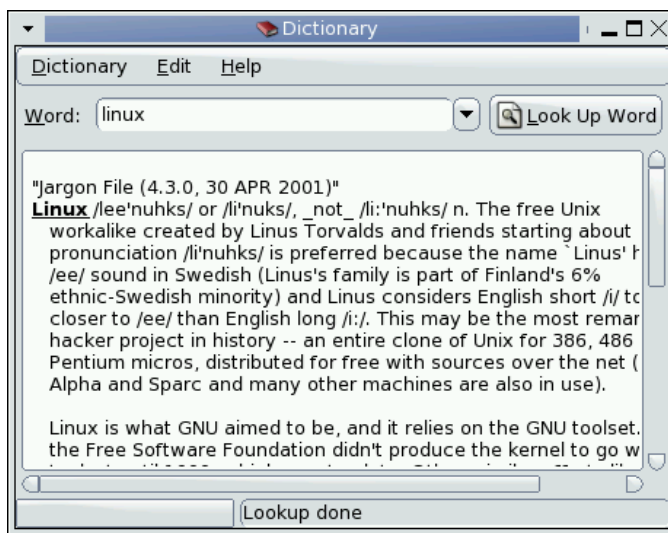 Dictionary
Dictionary Edit Help
Word: linux Look Up Word
"Jargon File (4.3.0, 30 APR 2001)"
Linux /lee'nuhks/ or /li'nuks/, _not_ /li:'nuhks/ n. The free Unix
workalike created by Linus Torvalds and friends starting about
pronunciation /li'nuhks/ is preferred because the name `Linus'
/ee/ sound in Swedish (Linus's family is part of Finland's 6%
ethnic-Swedish minority) and Linus considers English short /i/ to
closer to /ee/ than English long /i:/. This may be the most
hacker project in history -- an entire clone of Unix for 386, 486
Pentium micros, distributed for free with sources over the net (
Alpha and Sparc and many other machines are also in use).
Linux is what GNU aimed to be, and it relies on the GNU toolset.
the Free Software Foundation didn't produce the kernel to go
Lookup done